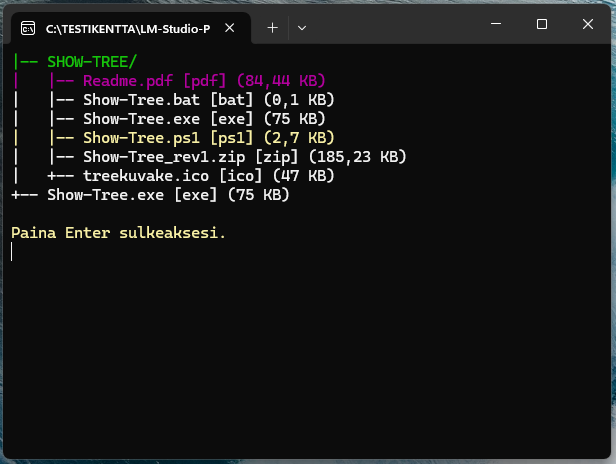 C:\TESTIKENTTA\LM-Studio-P
|-- SHOW-TREE/
|   |-- Readme.pdf [pdf] (84,44 KB)
|   |-- Show-Tree.bat [bat] (0,1 KB)
|   |-- Show-Tree.exe [exe] (75 KB)
|   |-- Show-Tree.ps1 [ps1] (2,7 KB)
|   |-- Show-Tree_rev1.zip [zip] (185,23 KB)
|   +-- treekuvake.ico [ico] (47 KB)
+-- Show-Tree.exe [exe] (75 KB)
Paina Enter sulkeaksesi.